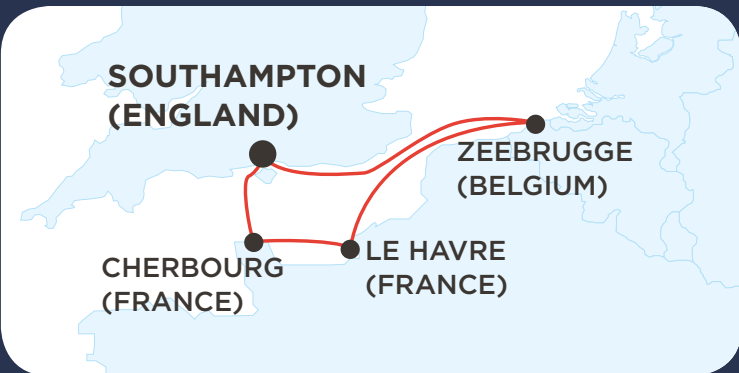 SOUTHAMPTON
(ENGLAND)
ZEEBRUGGE
(BELGIUM)
LE HAVRE
(FRANCE)
CHERBOURG
(FRANCE)